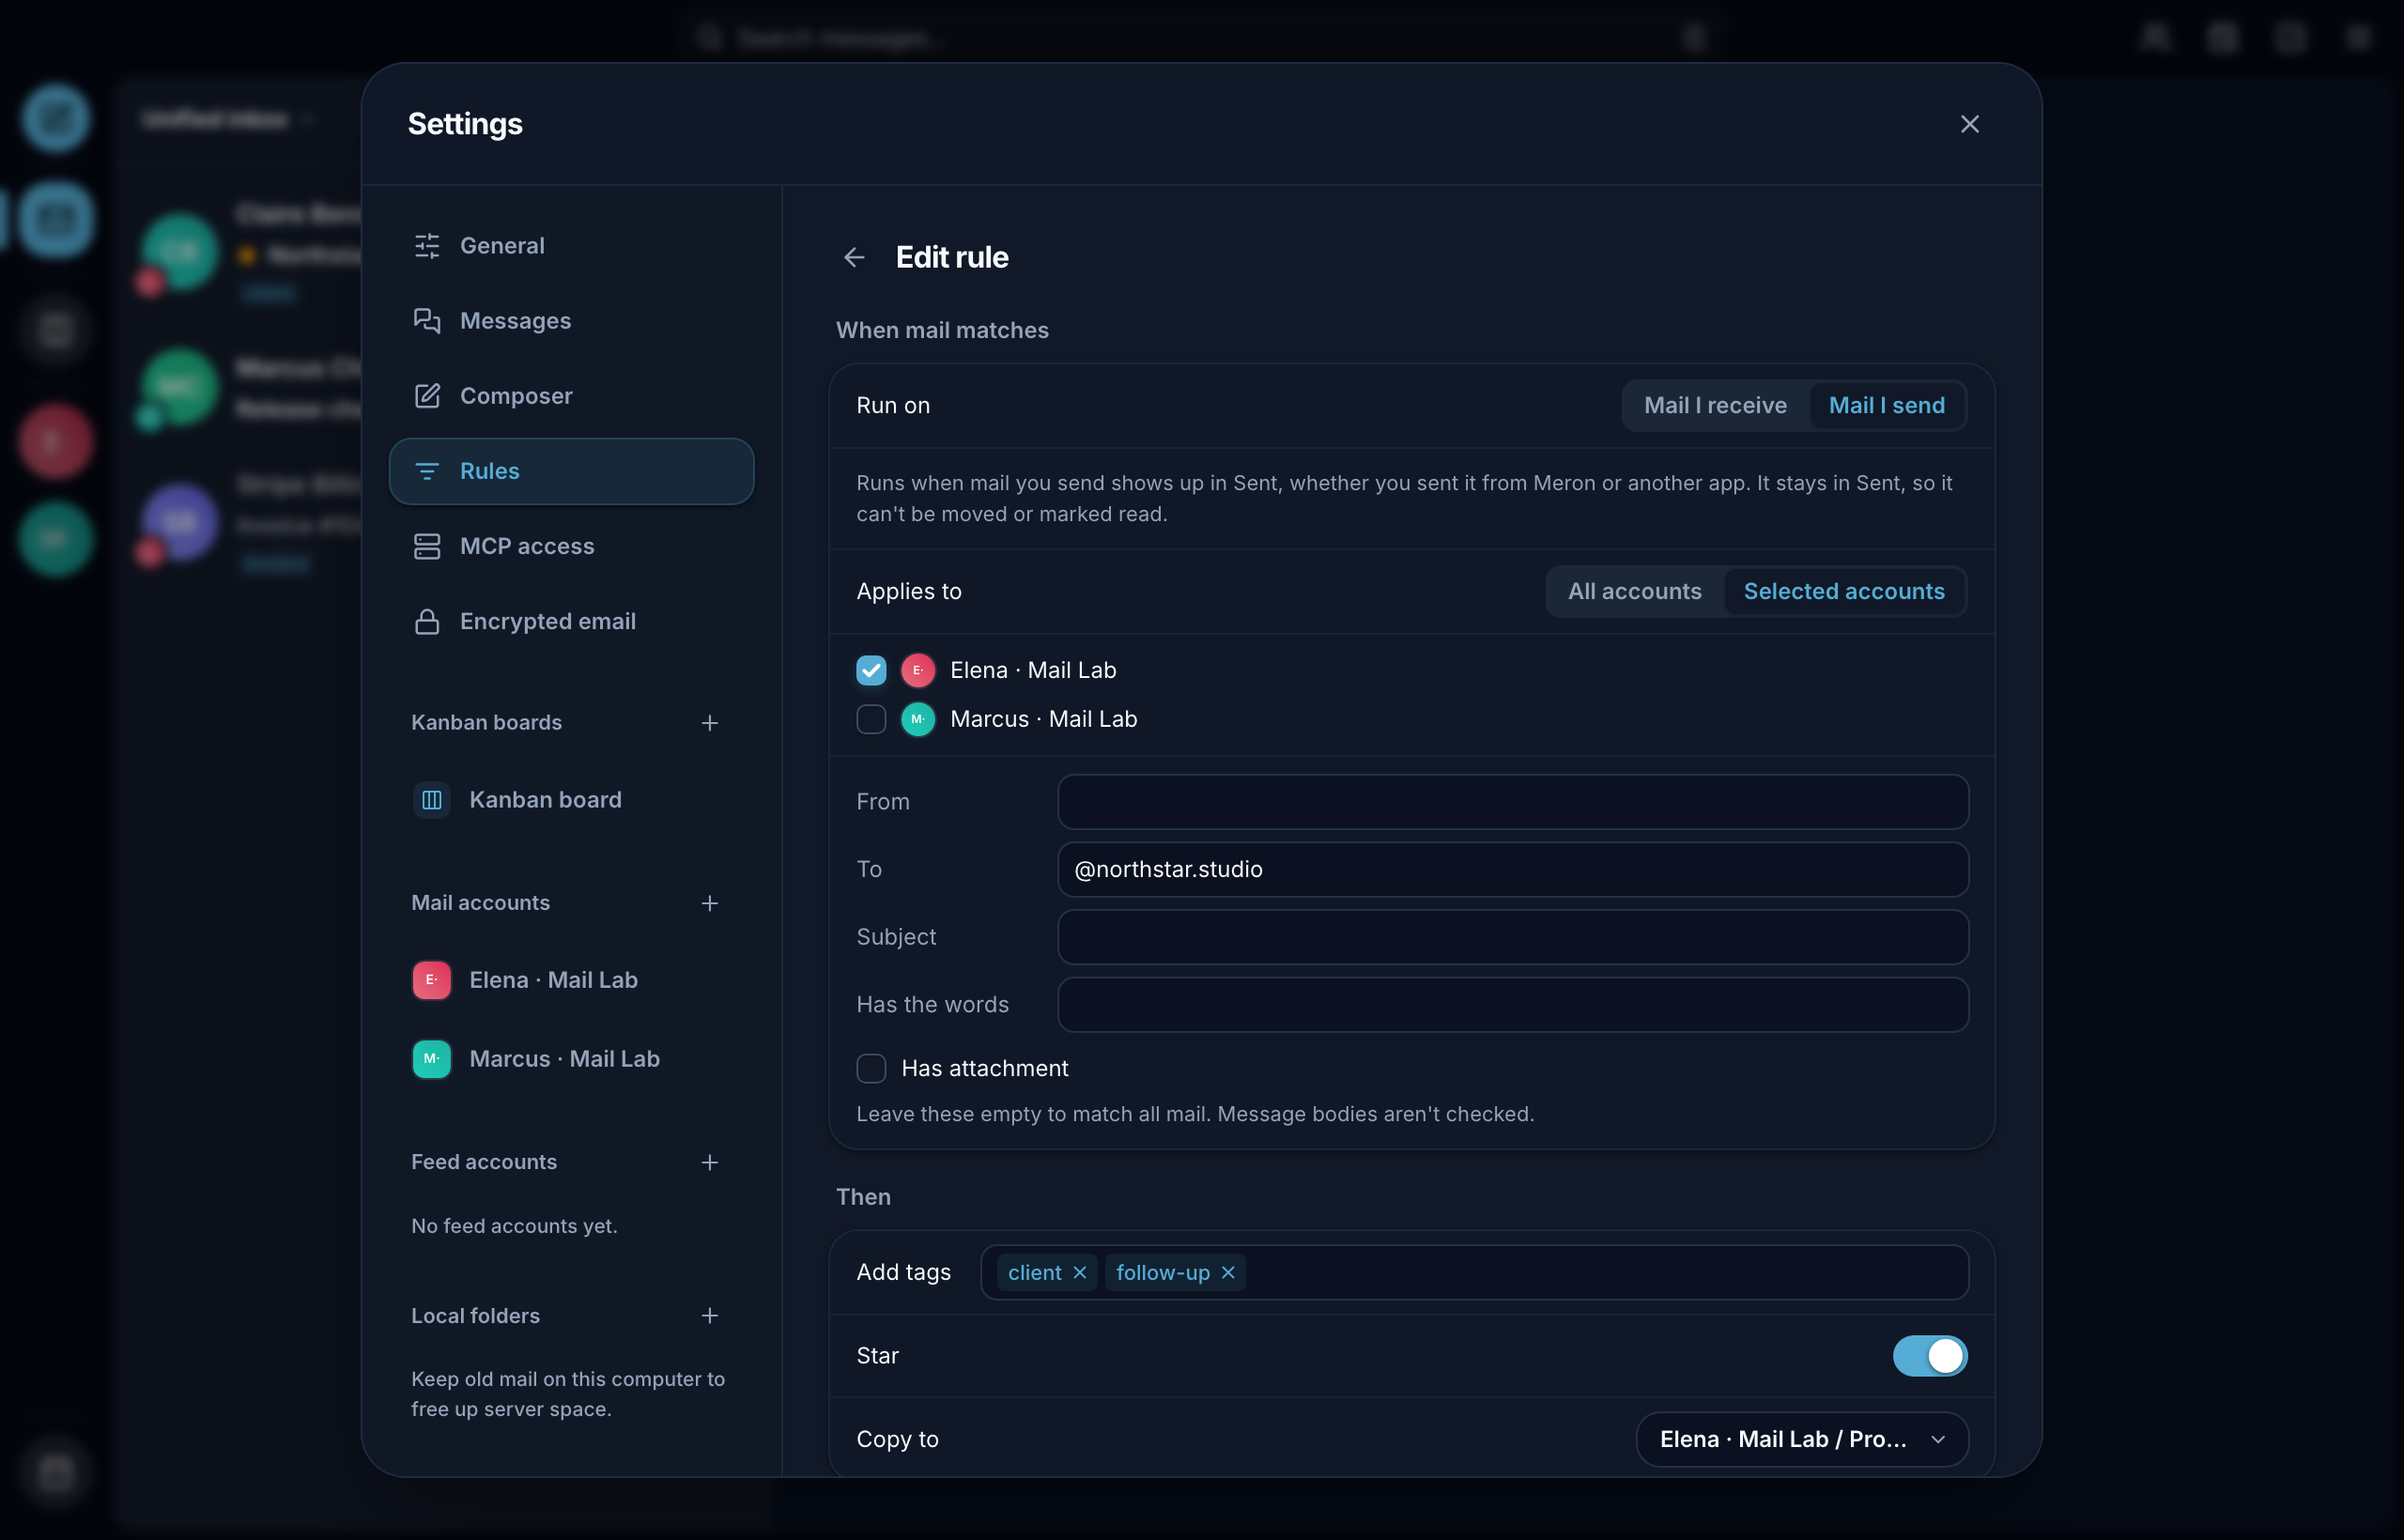 Search messages...
Unified inbox
Settings
General
Messages
Composer
Rules
MCP access
Encrypted email
Kanban boards
Kanban board
Mail accounts
E·
Elena · Mail Lab
M·
Marcus · Mail Lab
Feed accounts
No feed accounts yet.
Local folders
Keep old mail on this computer to
free up server space.
Edit rule
When mail matches
Run on
Mail I receive
Mail I send
Runs when mail you send shows up in Sent, whether you sent it from Meron or another app. It stays in Sent, so it
can't be moved or marked read.
Applies to
All accounts
Selected accounts
E·
Elena · Mail Lab
M·
Marcus · Mail Lab
From
To
@northstar.studio
Subject
Has the words
Has attachment
Leave these empty to match all mail. Message bodies aren't checked.
Then
Add tags
client
follow-up
Star
Copy to
Elena · Mail Lab / Pro...